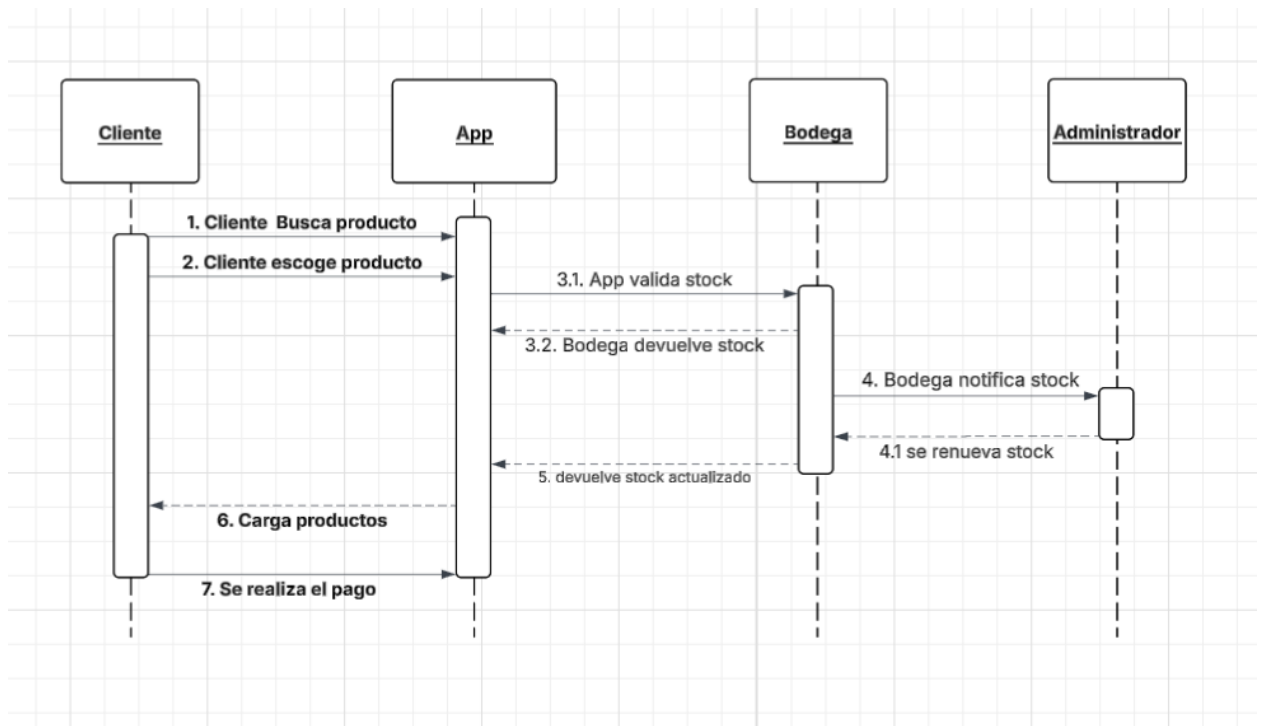 Cliente
App
Bodega
Administrador
1. Cliente Busca producto
2. Cliente escoge producto
3.1. App valida stock
3.2. Bodega devuelve stock
4. Bodega notifica stock
4.1 se renueva stock
5. devuelve stock actualizado
6. Carga productos
7. Se realiza el pago